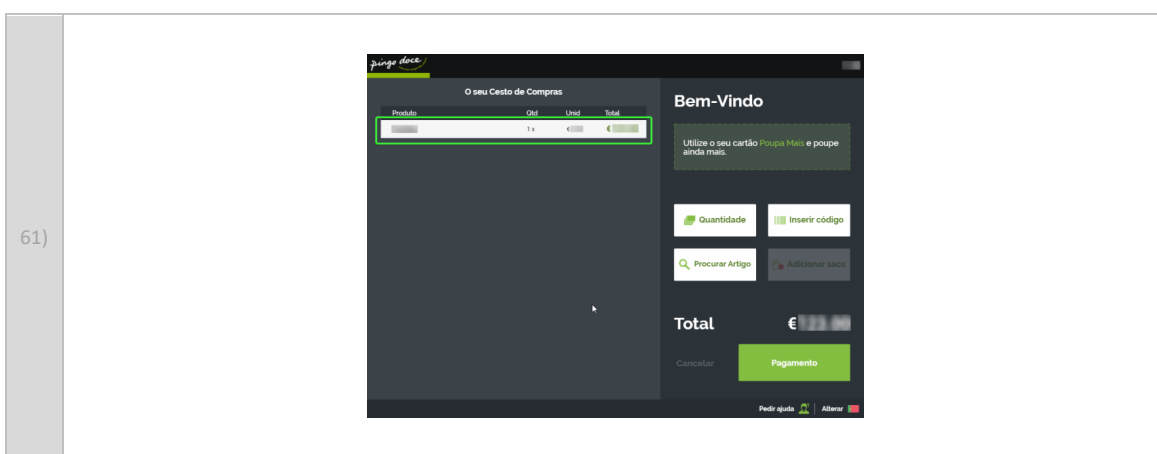 pingo doce
O seu Cesto de Compras
Produto Qtd Unid Total
1 x € €
Bem-Vindo
Utilize o seu cartão Poupa Mais e poupe
ainda mais.
Quantidade
Inserir código
61)
Procurar Artigo
Adicionar saco
Total €
Cancelar
Pagamento
Pedir ajuda | Alterar